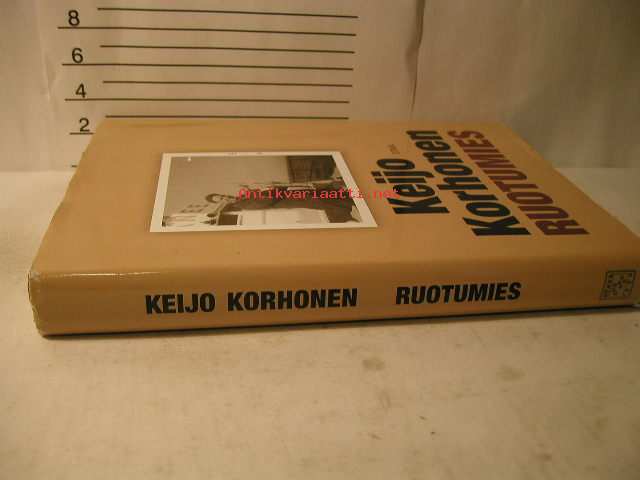 8
6
4
2
Keijo
Korhonen
RUOTUMIES
Antikvariaatti.net
KEIJO KORHONEN RUOTUMIES